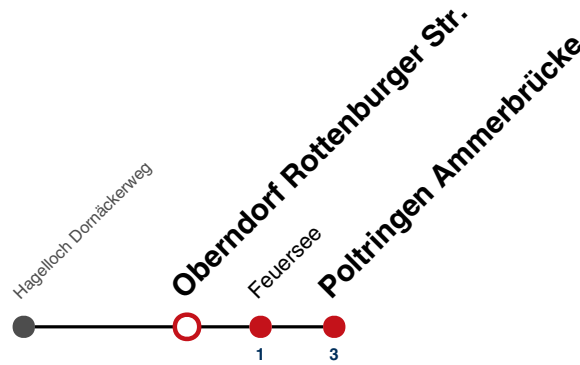 Hagelloch Dornäckerweg
Oberndorf Rottenburger Str.
Feuersee
Poltringen Ammerbrücke
1
3